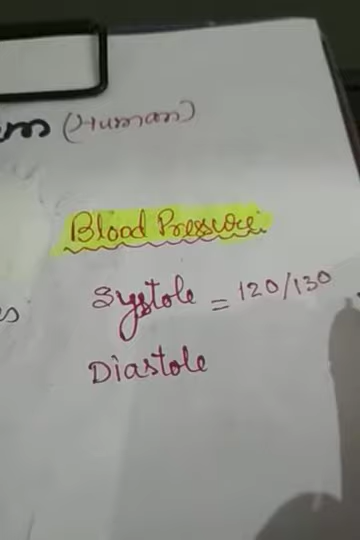 (Human)
Blood Pressure:
Systole = 120/130
Diastole